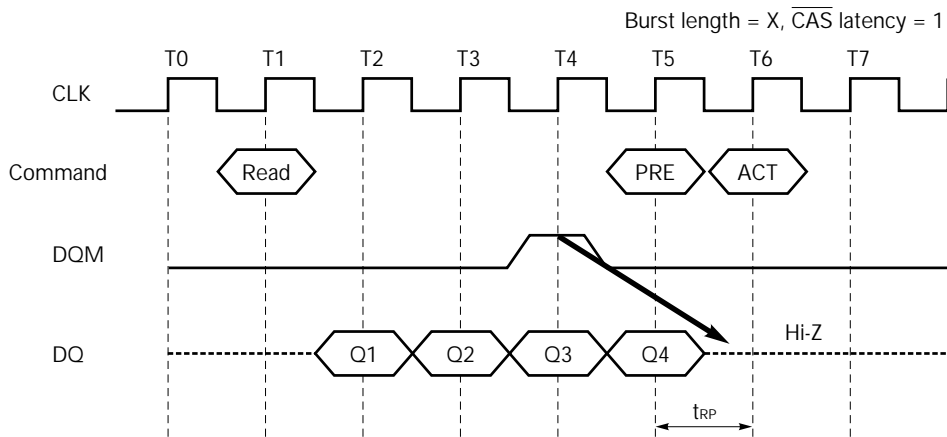 Burst length = X, CAS latency = 1
T0 T1 T2 T3 T4 T5 T6 T7
CLK
Command Read PRE ACT
DQM
Hi-Z
DQ Q1 Q2 Q3 Q4
tRP